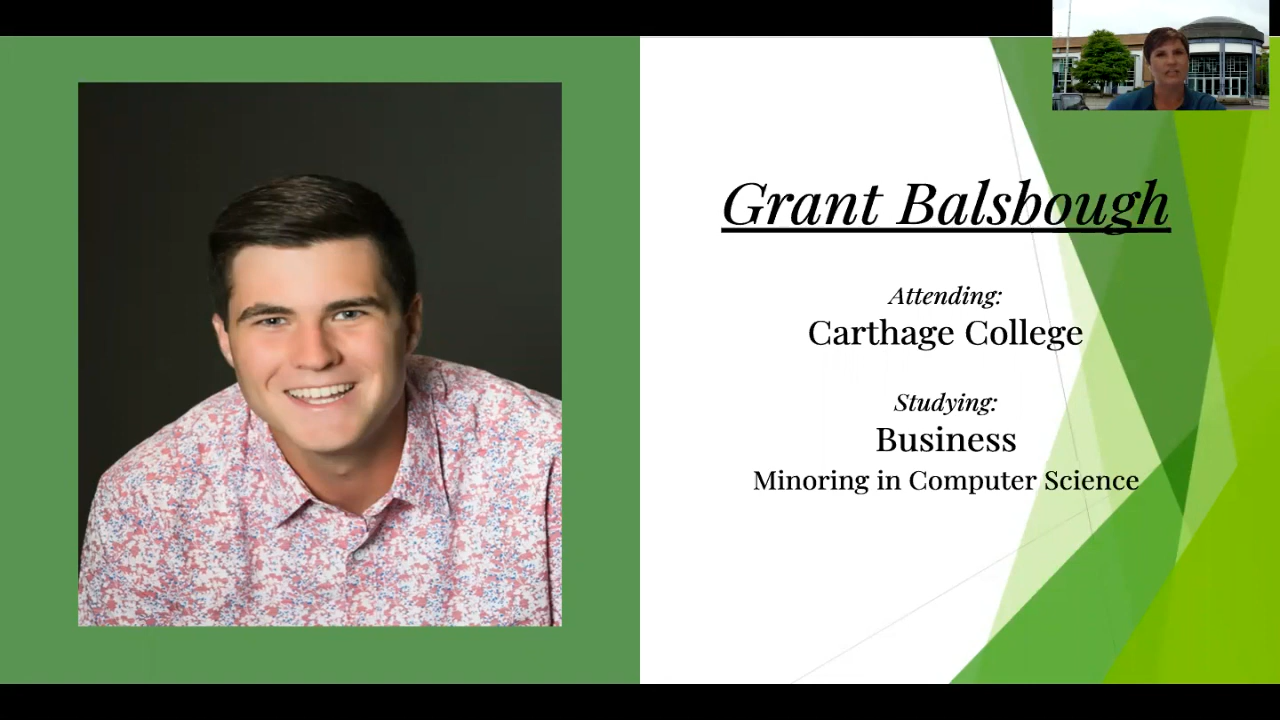 Grant Balsbough
Attending:
Carthage College
Studying:
Business
Minoring in Computer Science